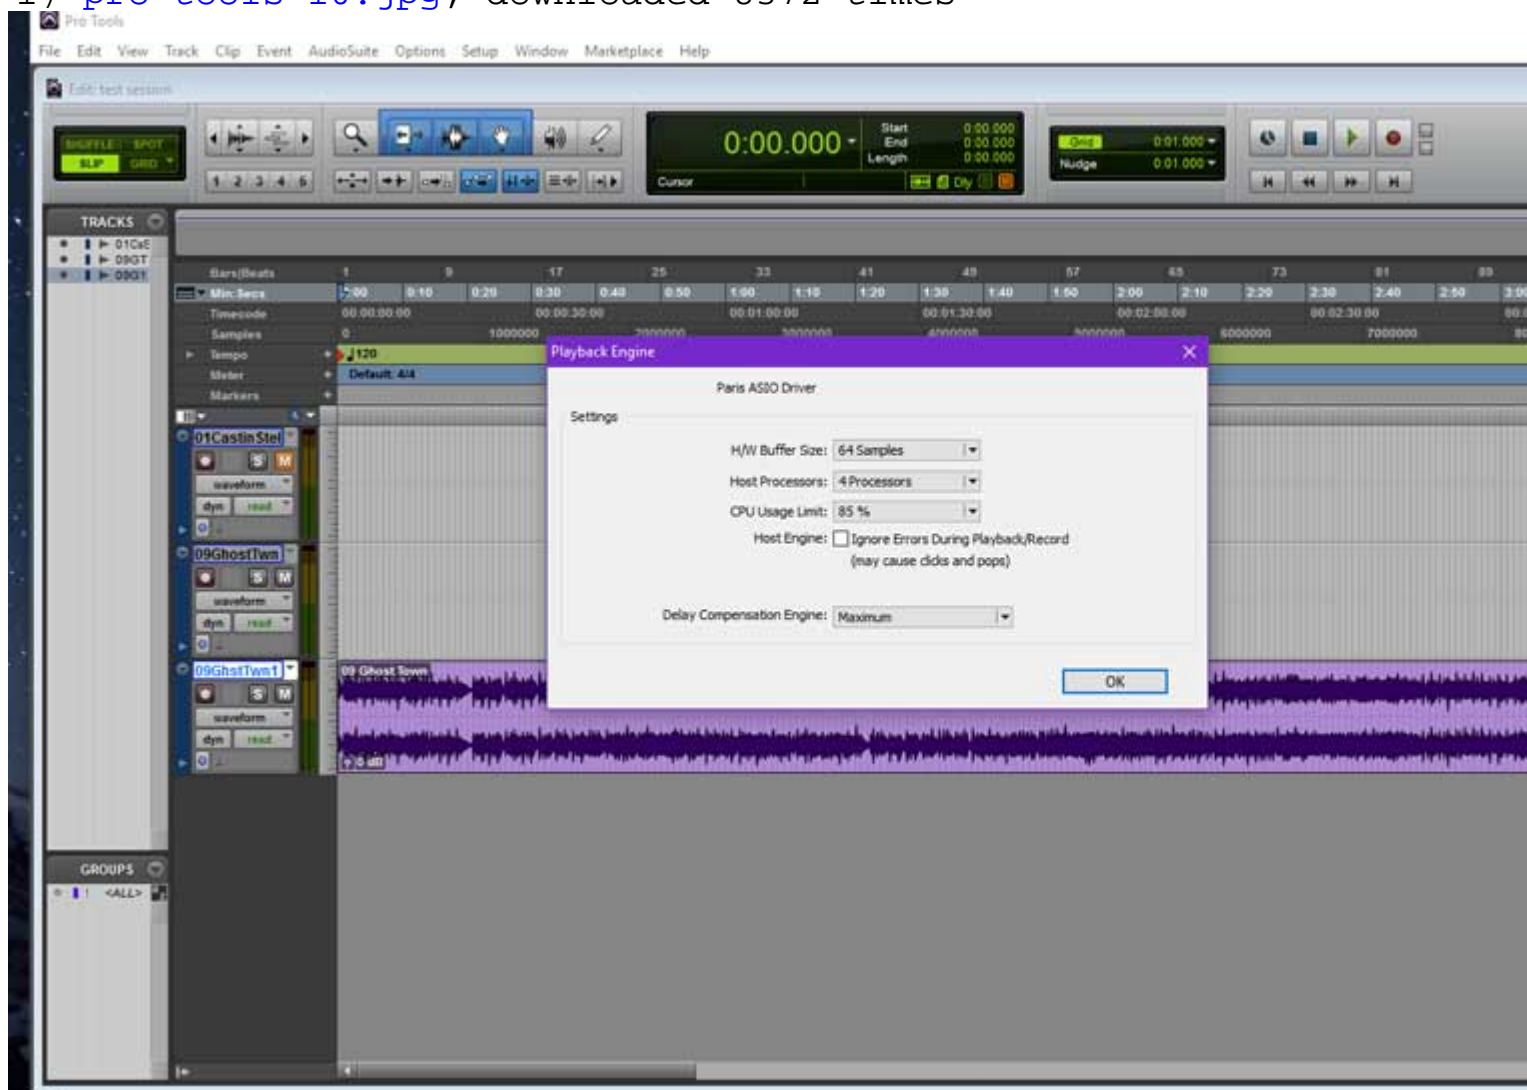 Pro Tools
File Edit View Track Clip Event AudioSuite Options Setup Window Marketplace Help
Edit: test session
SHUFFLE SPOT
SLIP GRID
1 2 3 4 5
0:00.000
Start 0:00.000
End 0:00.000
Length 0:00.000
Cursor
Dly
Grid 0:01.000
Nudge 0:01.000
TRACKS
01CaS
09GT
09GT
Bars|Beats 1 9 17 25 33 41 49 57 65 73 81 89
Min:Secs 0:00 0:10 0:20 0:30 0:40 0:50 1:00 1:10 1:20 1:30 1:40 1:50 2:00 2:10 2:20 2:30 2:40 2:50 3:00
Timecode 00:00:00:00 00:00:30:00 00:01:00:00 00:01:30:00 00:02:00:00 00:02:30:00
Samples 0 1000000 2000000 3000000 4000000 5000000 6000000 7000000
Tempo 120
Meter Default: 4/4
Markers
Playback Engine
Paris ASIO Driver
Settings
H/W Buffer Size: 64 Samples
Host Processors: 4 Processors
CPU Usage Limit: 85 %
Host Engine: Ignore Errors During Playback/Record
(may cause clicks and pops)
Delay Compensation Engine: Maximum
OK
01CastinStel
S M
waveform
dyn read
09GhostTwn
S M
waveform
dyn read
09GhstTwn1
S M
waveform
dyn read
09 Ghost Town
0 dB
GROUPS
! <ALL>